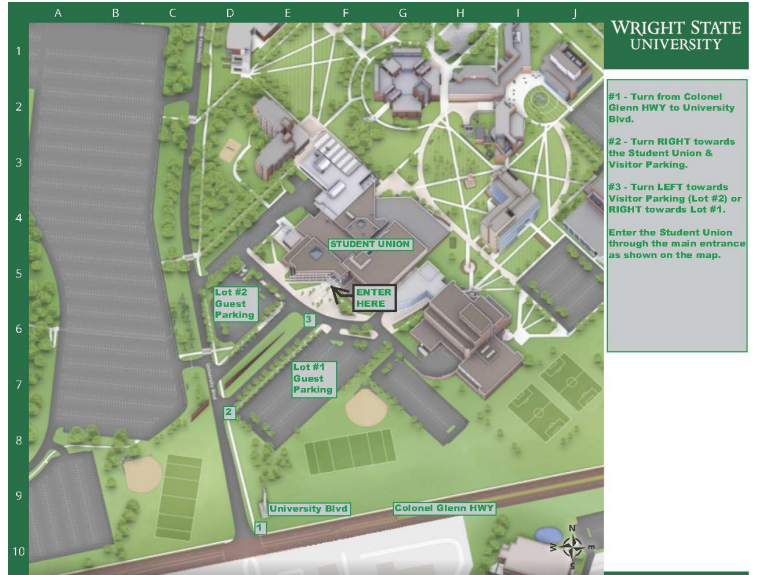 A B C D E F G H I J
WRIGHT STATE
UNIVERSITY
1
2
3
4
5
6
7
8
9
10
#1 - Turn from Colonel
Glenn HWY to University
Blvd.
#2 - Turn RIGHT towards
the Student Union &
Visitor Parking.
#3 - Turn LEFT towards
Visitor Parking (Lot #2) or
RIGHT towards Lot #1.
Enter the Student Union
through the main entrance
as shown on the map.
STUDENT UNION
ENTER
HERE
Lot #2
Guest
Parking
3
Lot #1
Guest
Parking
University Blvd
2
University Blvd
Colonel Glenn HWY
1
N
W E
S